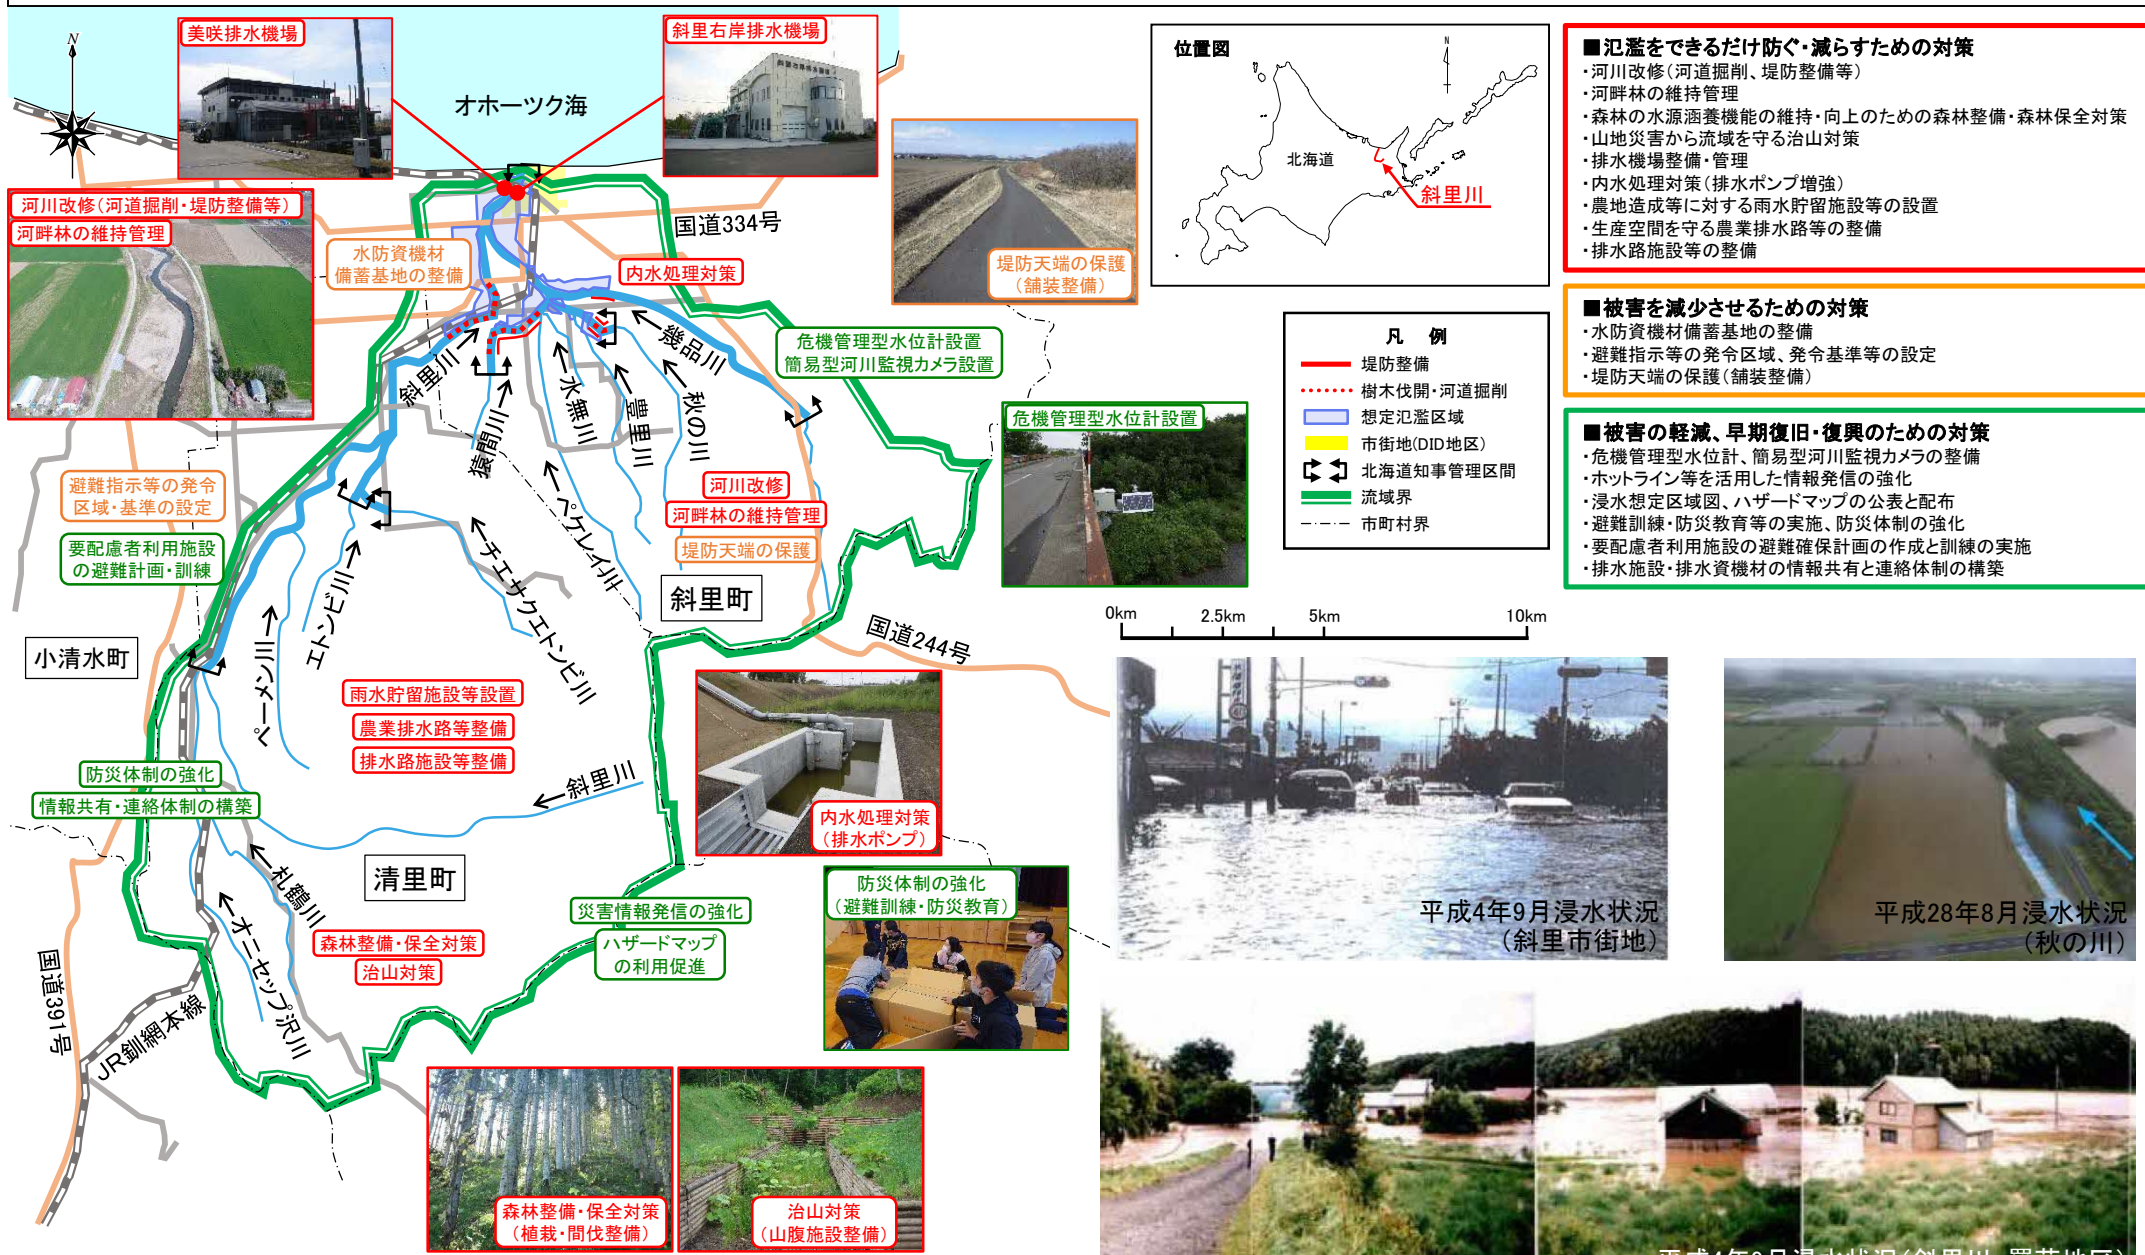 美咲排水機場
斜里右岸排水機場
オホーツク海
N
河川改修(河道掘削・堤防整備等)
河畔林の維持管理
水防資機材
備蓄基地の整備
国道334号
内水処理対策
堤防天端の保護
(舗装整備)
危機管理型水位計設置
簡易型河川監視カメラ設置
危機管理型水位計設置
斜里川
猿間川
水無川
豊里川
秋の川
幾品川
避難指示等の発令
区域・基準の設定
要配慮者利用施設
の避難計画・訓練
河川改修
河畔林の維持管理
堤防天端の保護
ペケレイ川
チエサクエトンビ川
エトンビ川
ペーメン川
斜里町
小清水町
国道244号
雨水貯留施設等設置
農業排水路等整備
排水路施設等整備
防災体制の強化
情報共有・連絡体制の構築
斜里川
清里町
札鶴川
オニセップ沢川
森林整備・保全対策
治山対策
災害情報発信の強化
ハザードマップ
の利用促進
国道391号
JR釧網本線
内水処理対策
(排水ポンプ)
防災体制の強化
(避難訓練・防災教育)
森林整備・保全対策
(植栽・間伐整備)
治山対策
(山腹施設整備)
位置図
N
北海道
斜里川
凡 例
堤防整備
樹木伐開・河道掘削
想定氾濫区域
市街地(DID地区)
北海道知事管理区間
流域界
市町村界
0km 2.5km 5km 10km
■氾濫をできるだけ防ぐ・減らすための対策
・河川改修(河道掘削、堤防整備等)
・河畔林の維持管理
・森林の水源涵養機能の維持・向上のための森林整備・森林保全対策
・山地災害から流域を守る治山対策
・排水機場整備・管理
・内水処理対策(排水ポンプ増強)
・農地造成等に対する雨水貯留施設等の設置
・生産空間を守る農業排水路等の整備
・排水路施設等の整備
■被害を減少させるための対策
・水防資機材備蓄基地の整備
・避難指示等の発令区域、発令基準等の設定
・堤防天端の保護(舗装整備)
■被害の軽減、早期復旧・復興のための対策
・危機管理型水位計、簡易型河川監視カメラの整備
・ホットライン等を活用した情報発信の強化
・浸水想定区域図、ハザードマップの公表と配布
・避難訓練・防災教育等の実施、防災体制の強化
・要配慮者利用施設の避難確保計画の作成と訓練の実施
・排水施設・排水資機材の情報共有と連絡体制の構築
平成4年9月浸水状況
(斜里市街地)
平成28年8月浸水状況
(秋の川)